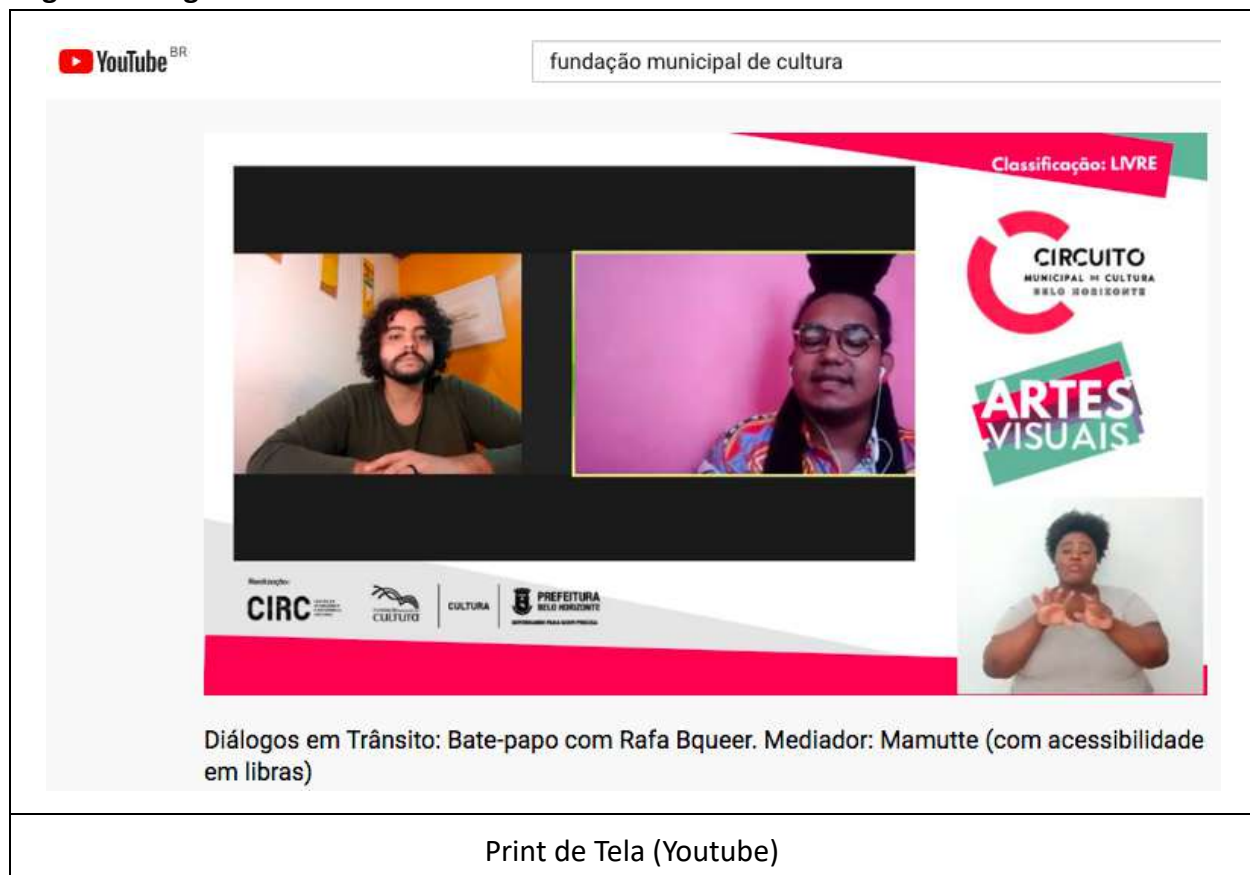 YouTube BR
fundação municipal de cultura
Classificação: LIVRE
CIRCUITO
MUNICIPAL DE CULTURA
BELO HORIZONTE
ARTES
VISUAIS
Realização:
CIRC
CULTURA
CULTURA
PREFEITURA
BELO HORIZONTE
Diálogos em Trânsito: Bate-papo com Rafa Bqueer. Mediador: Mamutte (com acessibilidade
em libras)
Print de Tela (Youtube)